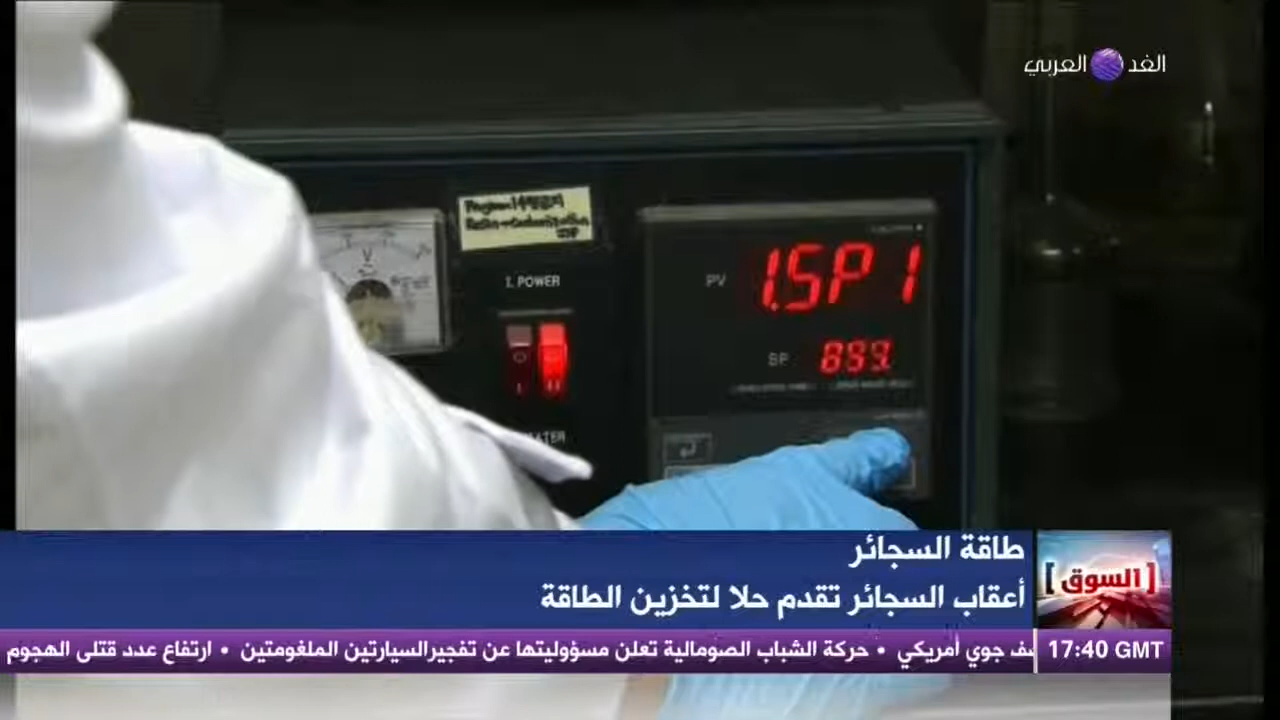 الغد العربي
V
I. POWER
PV 1.5P1
SP 899.
طاقة السجائر
أعقاب السجائر تقدم حلا لتخزين الطاقة
[السوق]
17:40 GMT
جوي أمريكي • حركة الشباب الصومالية تعلن مسؤوليتها عن تفجيرالسيارتين الملغومتين • ارتفاع عدد قتلى الهجوم